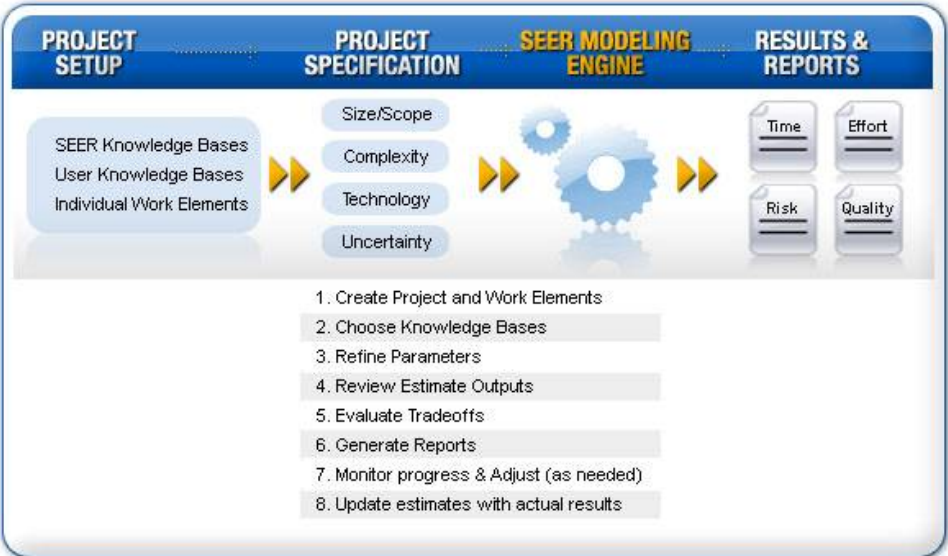 PROJECT
SETUP
PROJECT
SPECIFICATION
SEER MODELING
ENGINE
RESULTS &
REPORTS
SEER Knowledge Bases
User Knowledge Bases
Individual Work Elements
Size/Scope
Complexity
Technology
Uncertainty
Time
Effort
Risk
Quality
1. Create Project and Work Elements
2. Choose Knowledge Bases
3. Refine Parameters
4. Review Estimate Outputs
5. Evaluate Tradeoffs
6. Generate Reports
7. Monitor progress & Adjust (as needed)
8. Update estimates with actual results